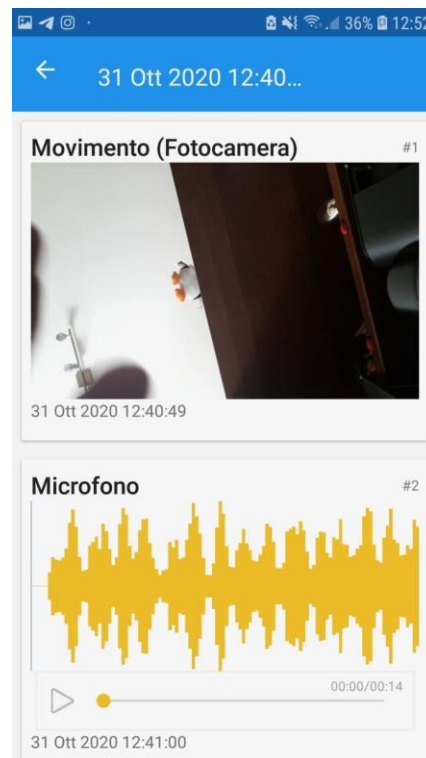 36% 12:52
31 Ott 2020 12:40...
Movimento (Fotocamera)
#1
31 Ott 2020 12:40:49
Microfono
#2
00:00/00:14
31 Ott 2020 12:41:00